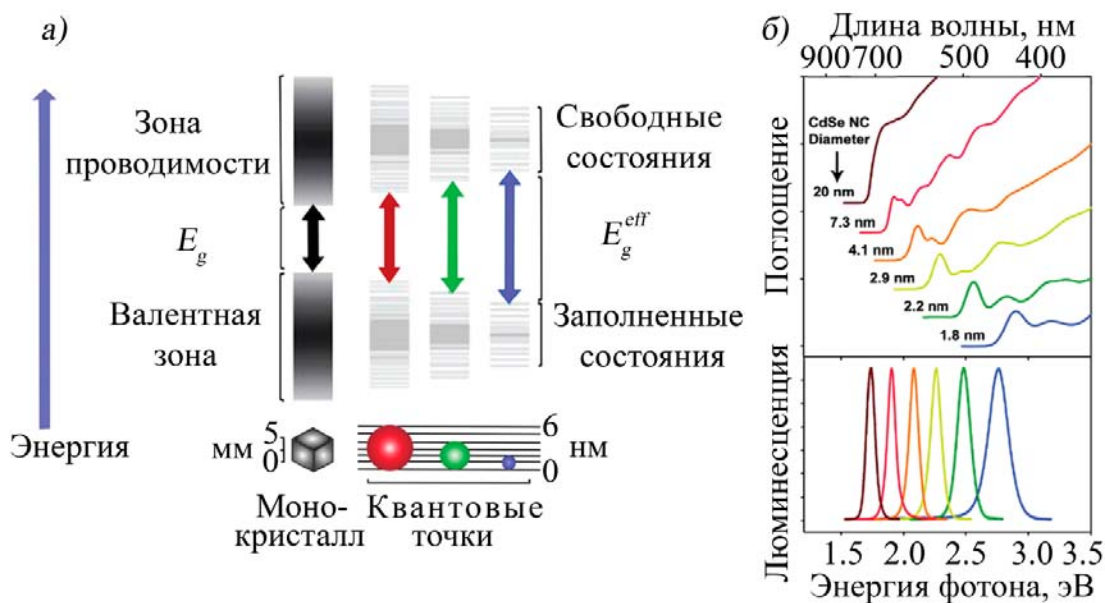 а)
Зона
проводимости
E_g
Валентная
зона
Энергия
Свободные
состояния
E_g^{eff}
Заполненные
состояния
мм
5
0
6
0
нм
Моно-
кристалл
Квантовые
точки
б)
Длина волны, нм
900 700 500 400
Поглощение
CdSe NC
Diameter
20 nm
7.3 nm
4.1 nm
2.9 nm
2.2 nm
1.8 nm
Люминесценция
1.5 2.0 2.5 3.0 3.5
Энергия фотона, эВ